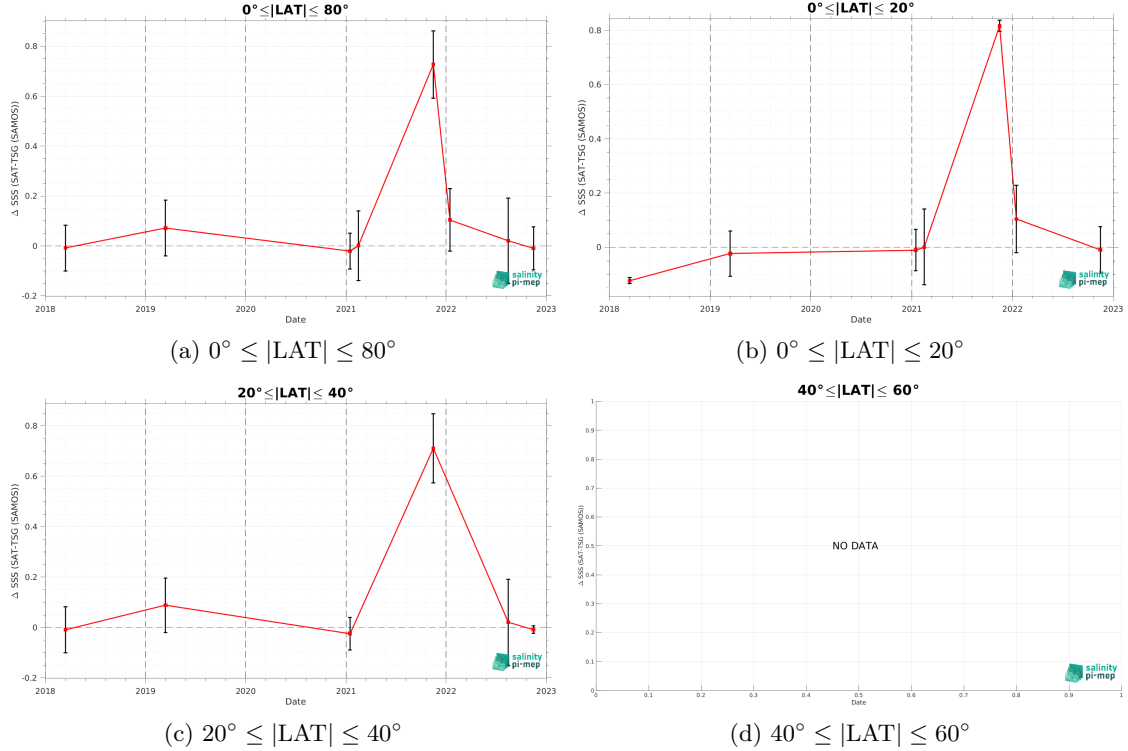 0°≤|LAT|≤ 80°
Δ SSS (SAT-TSG (SAMOS))
0.8
0.6
0.4
0.2
0
-0.2
2018 2019 2020 2021 2022 2023
Date
salinity
pi-mep
(a) 0° ≤ |LAT| ≤ 80°
0°≤|LAT|≤ 20°
Δ SSS (SAT-TSG (SAMOS))
0.8
0.6
0.4
0.2
0
2018 2019 2020 2021 2022 2023
Date
salinity
pi-mep
(b) 0° ≤ |LAT| ≤ 20°
20°≤|LAT|≤ 40°
Δ SSS (SAT-TSG (SAMOS))
0.8
0.6
0.4
0.2
0
-0.2
2018 2019 2020 2021 2022 2023
Date
salinity
pi-mep
(c) 20° ≤ |LAT| ≤ 40°
40°≤|LAT|≤ 60°
Δ SSS (SAT-TSG (SAMOS))
1
0.9
0.8
0.7
0.6
0.5
0.4
0.3
0.2
0.1
0
NO DATA
0 0.1 0.2 0.3 0.4 0.5 0.6 0.7 0.8 0.9 1
Date
salinity
pi-mep
(d) 40° ≤ |LAT| ≤ 60°